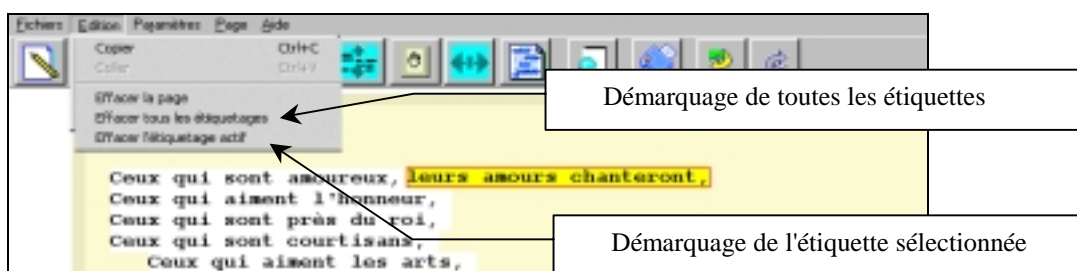 Fichiers Edition Paramètres Page Aide
Copier Ctrl+C
Coller Ctrl+V
Effacer la page
Effacer tous les étiquetages
Effacer l'étiquetage actif
Démarquage de toutes les étiquettes
Ceux qui sont amoureux, leurs amours chanteront,
Ceux qui aiment l'honneur,
Ceux qui sont près du roi,
Ceux qui sont courtisans,
Ceux qui aiment les arts,
Démarquage de l'étiquette sélectionnée